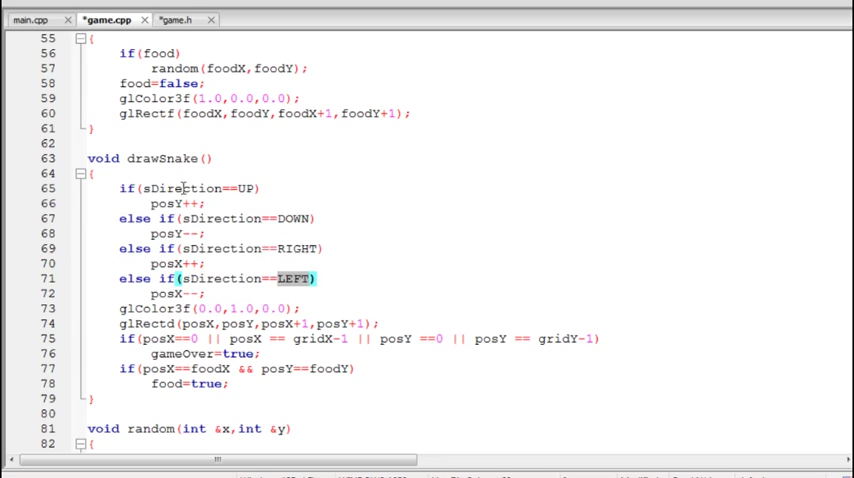 main.cpp *game.cpp *game.h
55 {
56 if(food)
57 random(foodX,foodY);
58 food=false;
59 glColor3f(1.0,0.0,0.0);
60 glRectf(foodX,foodY,foodX+1,foodY+1);
61 }
62
63 void drawSnake()
64 {
65 if(sDirection==UP)
66 posY++;
67 else if(sDirection==DOWN)
68 posY--;
69 else if(sDirection==RIGHT)
70 posX++;
71 else if(sDirection==LEFT)
72 posX--;
73 glColor3f(0.0,1.0,0.0);
74 glRectd(posX,posY,posX+1,posY+1);
75 if(posX==0 || posX == gridX-1 || posY ==0 || posY == gridY-1)
76 gameOver=true;
77 if(posX==foodX && posY==foodY)
78 food=true;
79 }
80
81 void random(int &x,int &y)
82 {